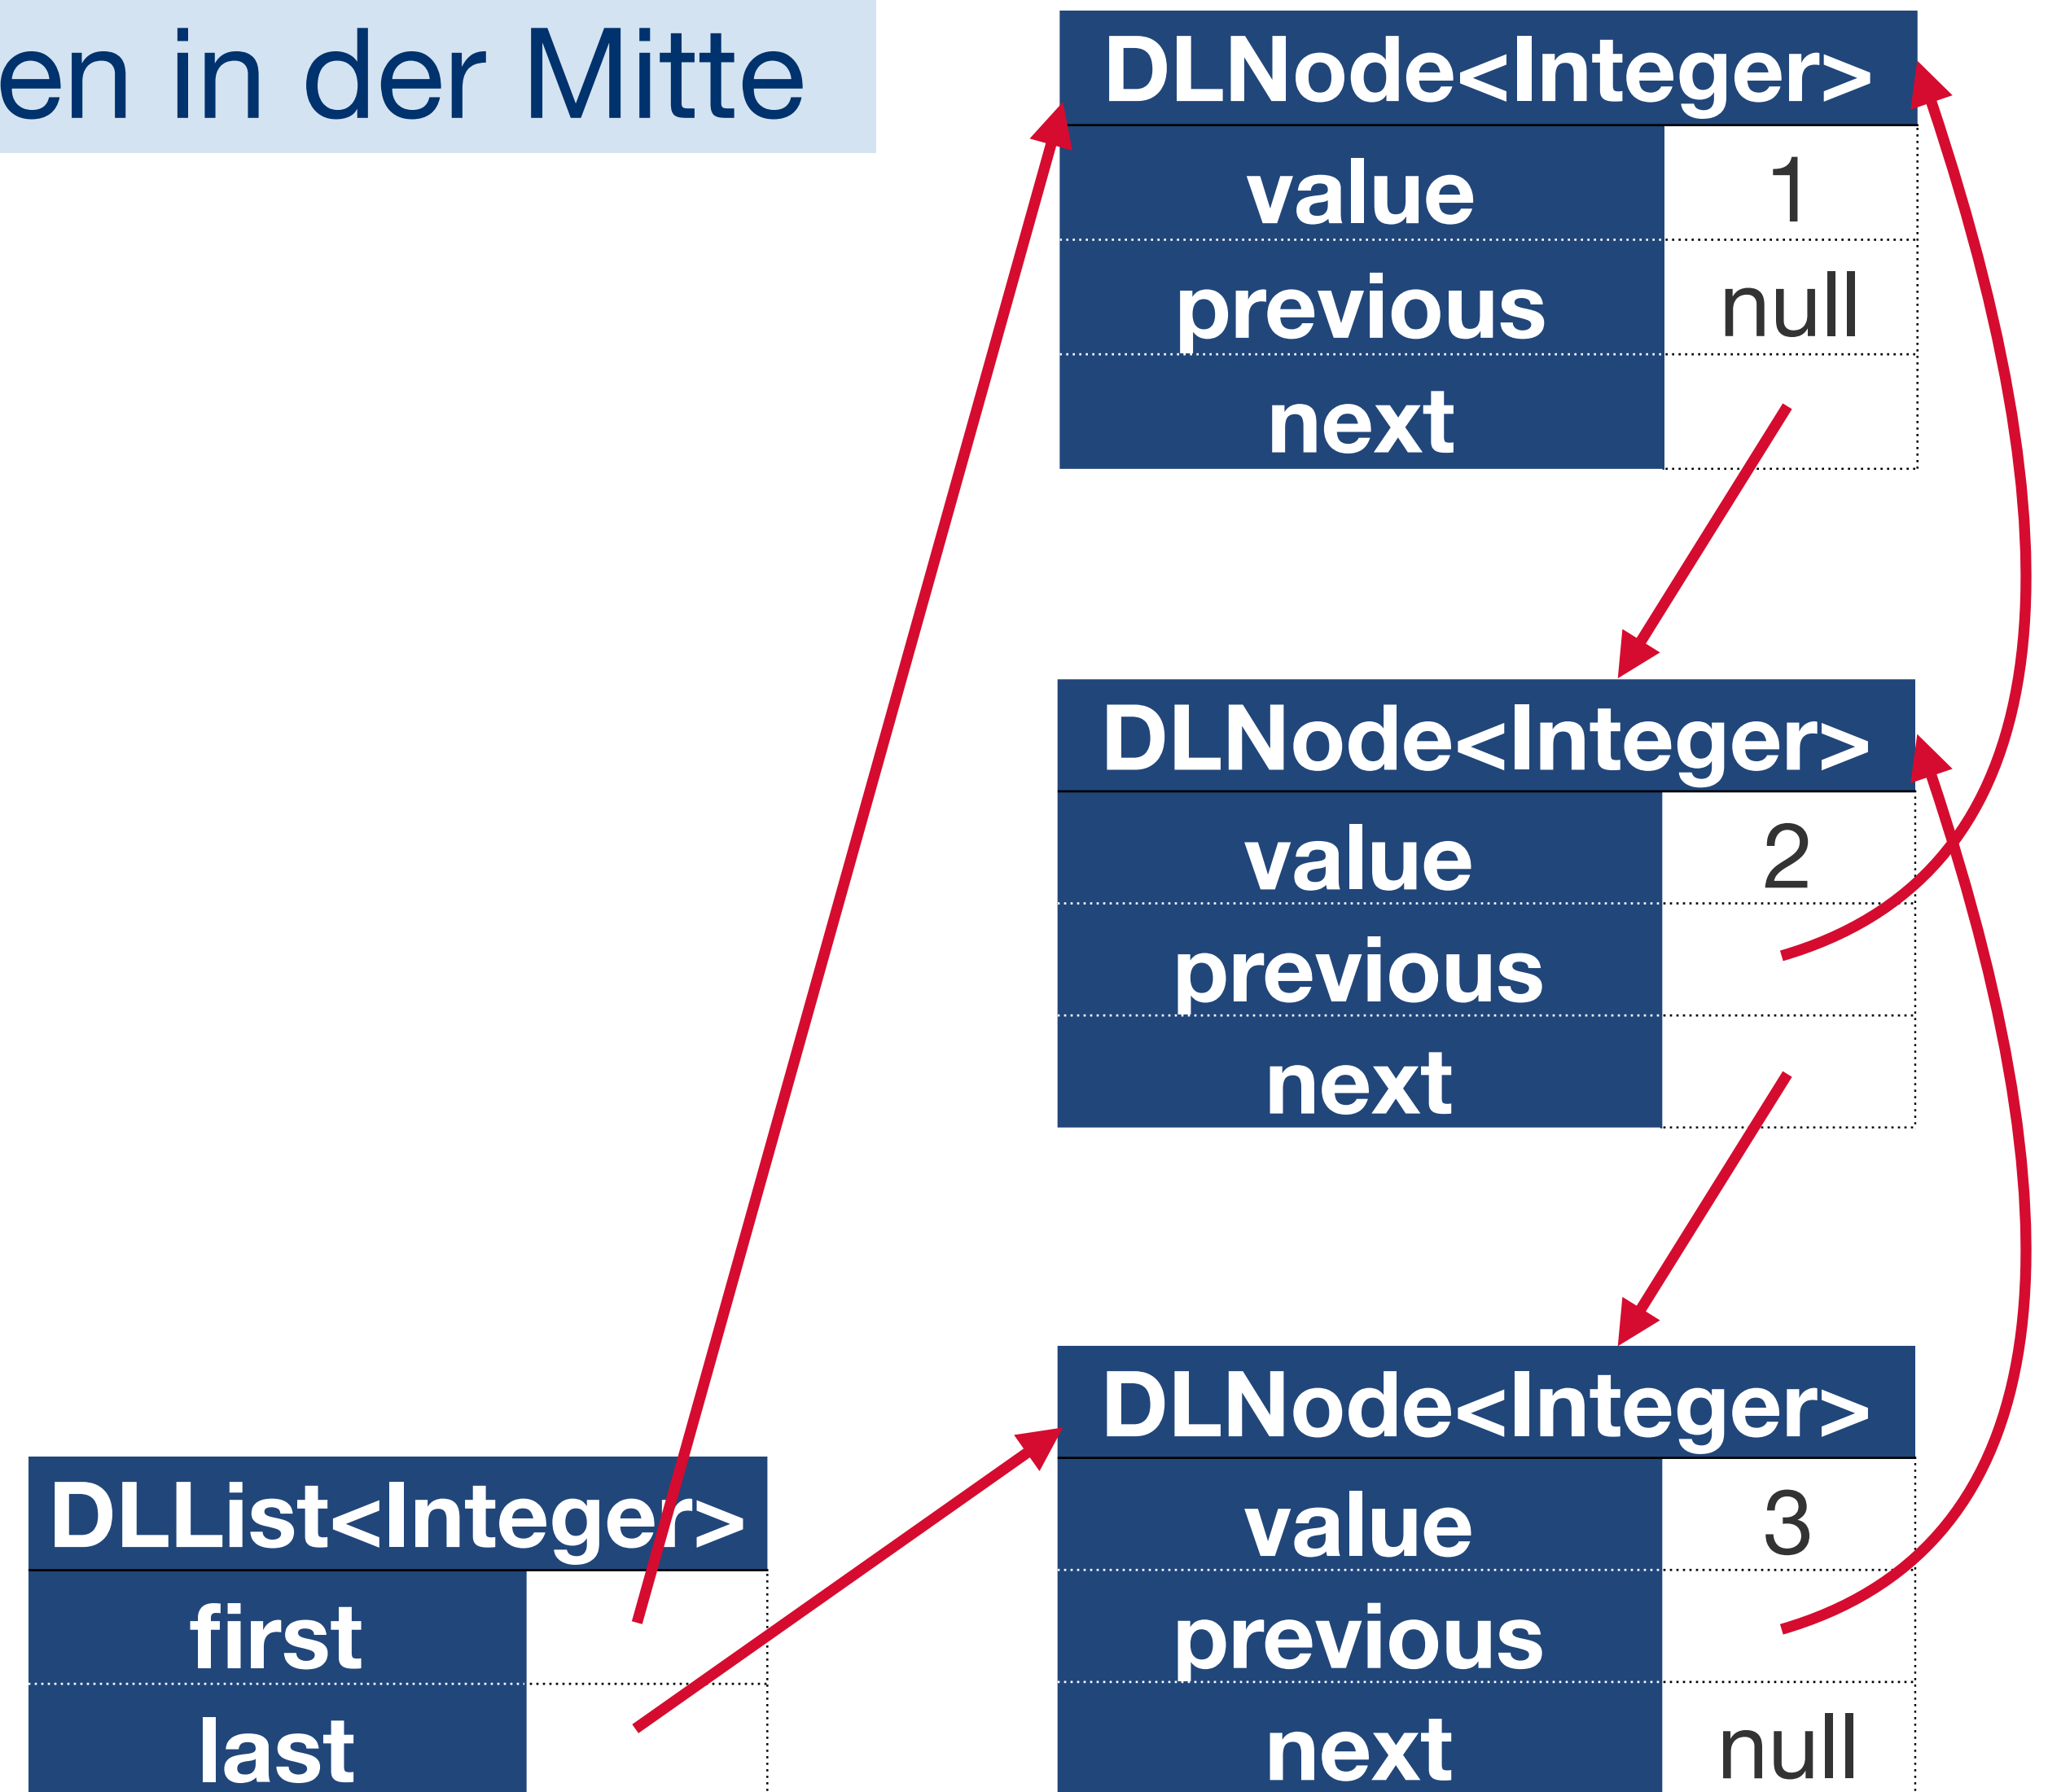 en in der Mitte
DLNode<Integer>
value 1
previous null
next
DLNode<Integer>
value 2
previous
next
DLNode<Integer>
value 3
previous
next null
DLList<Integer>
first
last